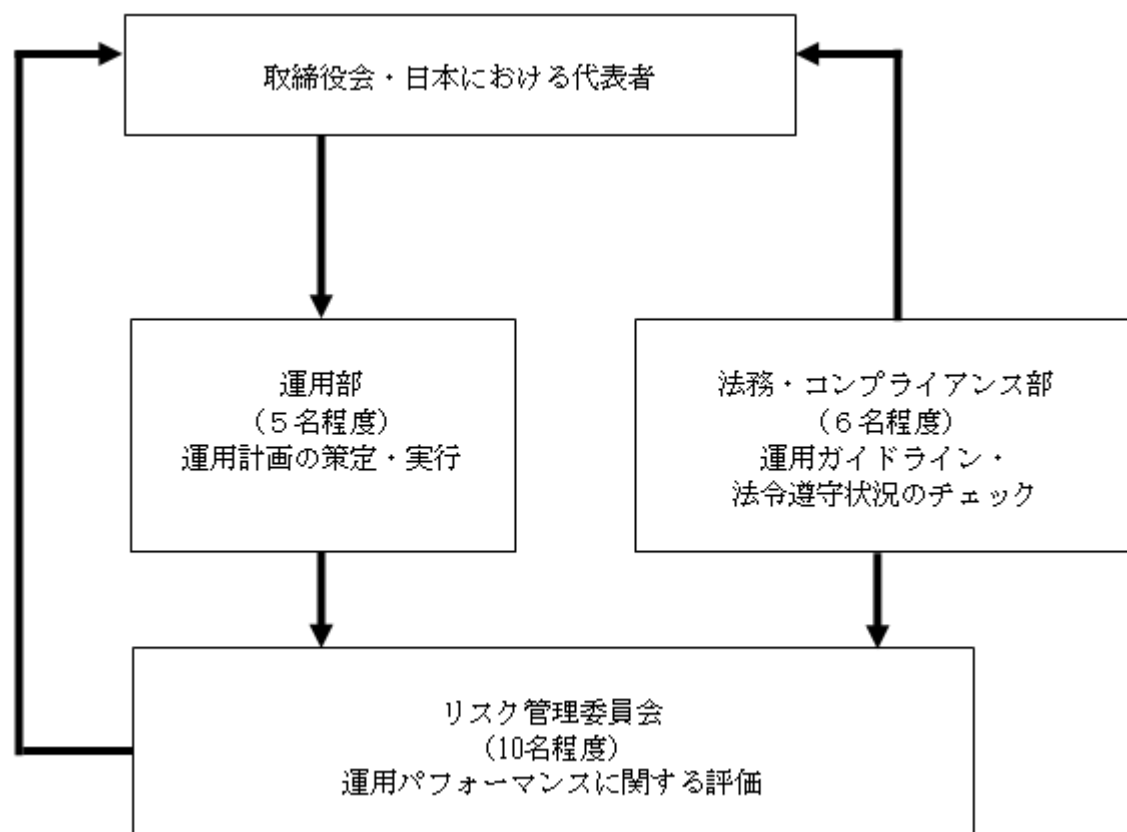 取締役会・日本における代表者
運用部
（５名程度）
運用計画の策定・実行
法務・コンプライアンス部
（６名程度）
運用ガイドライン・
法令遵守状況のチェック
リスク管理委員会
（10名程度）
運用パフォーマンスに関する評価